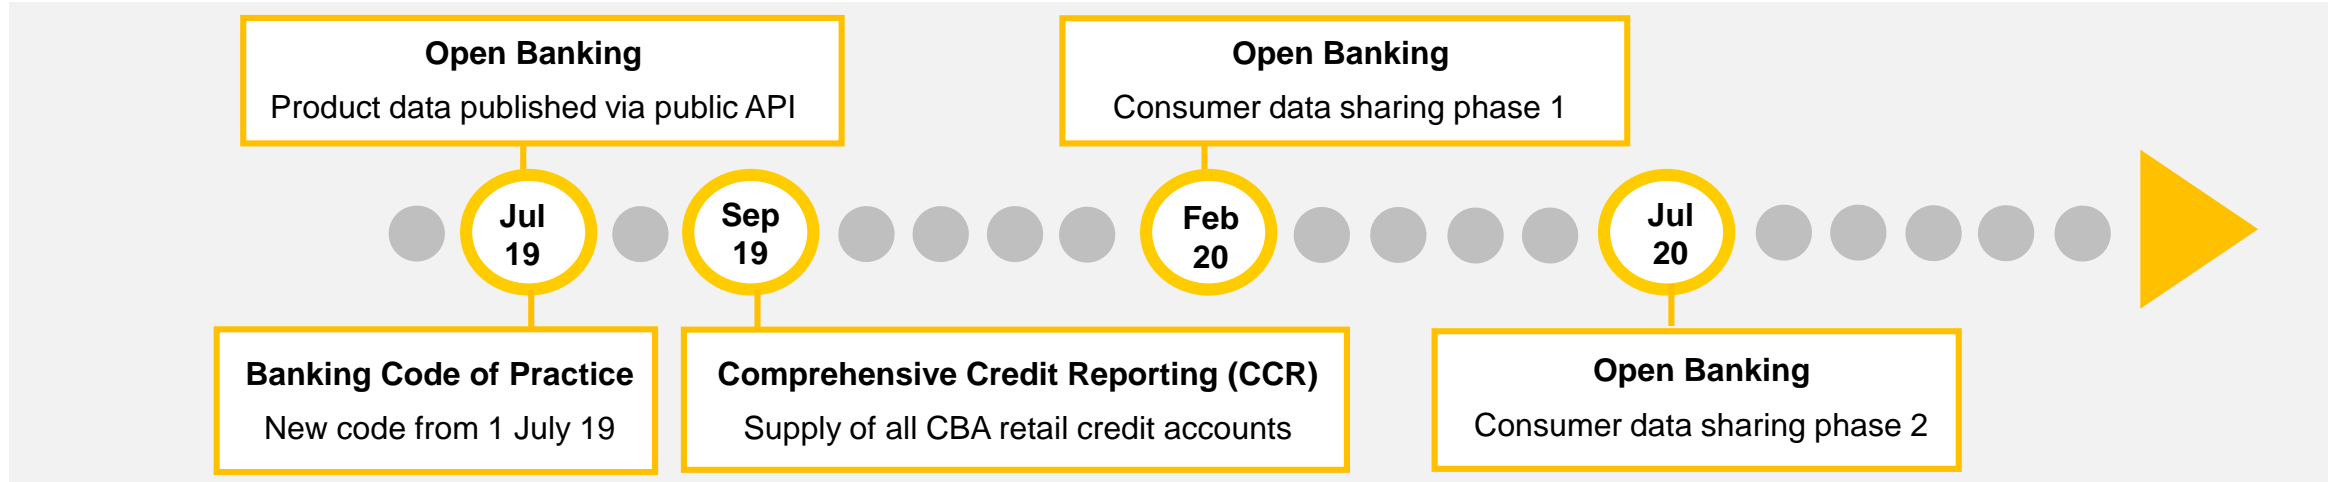 Open Banking
Product data published via public API
Open Banking
Consumer data sharing phase 1
Jul
19
Sep
19
Feb
20
Jul
20
Banking Code of Practice
New code from 1 July 19
Comprehensive Credit Reporting (CCR)
Supply of all CBA retail credit accounts
Open Banking
Consumer data sharing phase 2